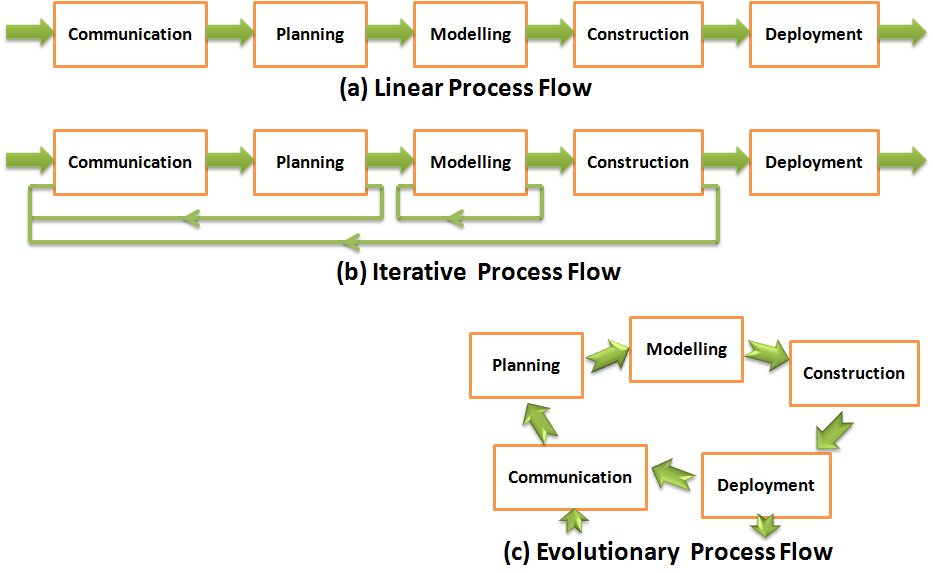 Communication Planning Modelling Construction Deployment
(a) Linear Process Flow
Communication Planning Modelling Construction Deployment
(b) Iterative Process Flow
Modelling
Planning
Construction
Communication
Deployment
(c) Evolutionary Process Flow